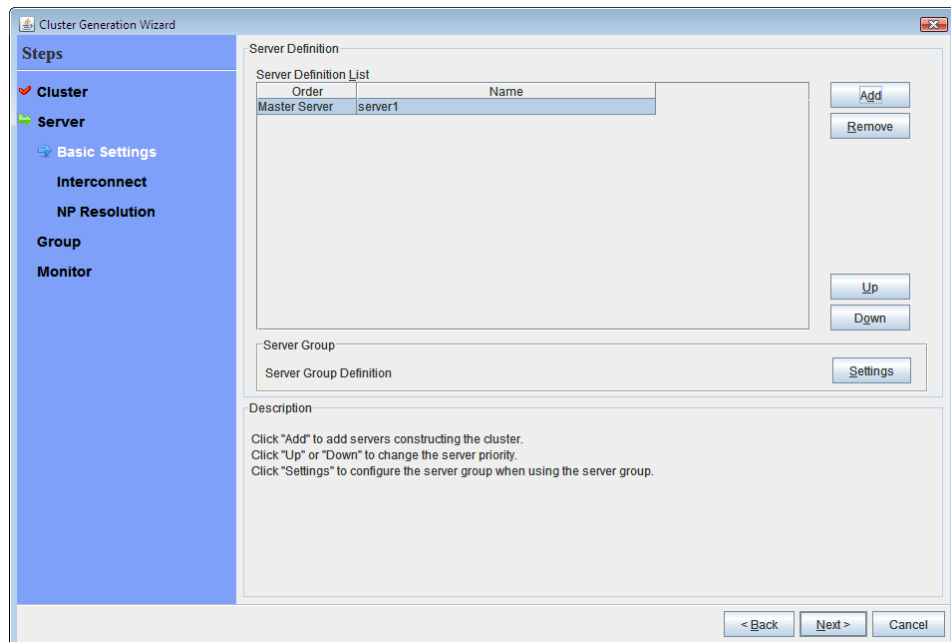 Cluster Generation Wizard
Steps
Cluster
Server
Basic Settings
Interconnect
NP Resolution
Group
Monitor
Server Definition
Server Definition List
Order Name
Master Server server1
Add
Remove
Up
Down
Server Group
Server Group Definition
Settings
Description
Click "Add" to add servers constructing the cluster.
Click "Up" or "Down" to change the server priority.
Click "Settings" to configure the server group when using the server group.
< Back Next > Cancel